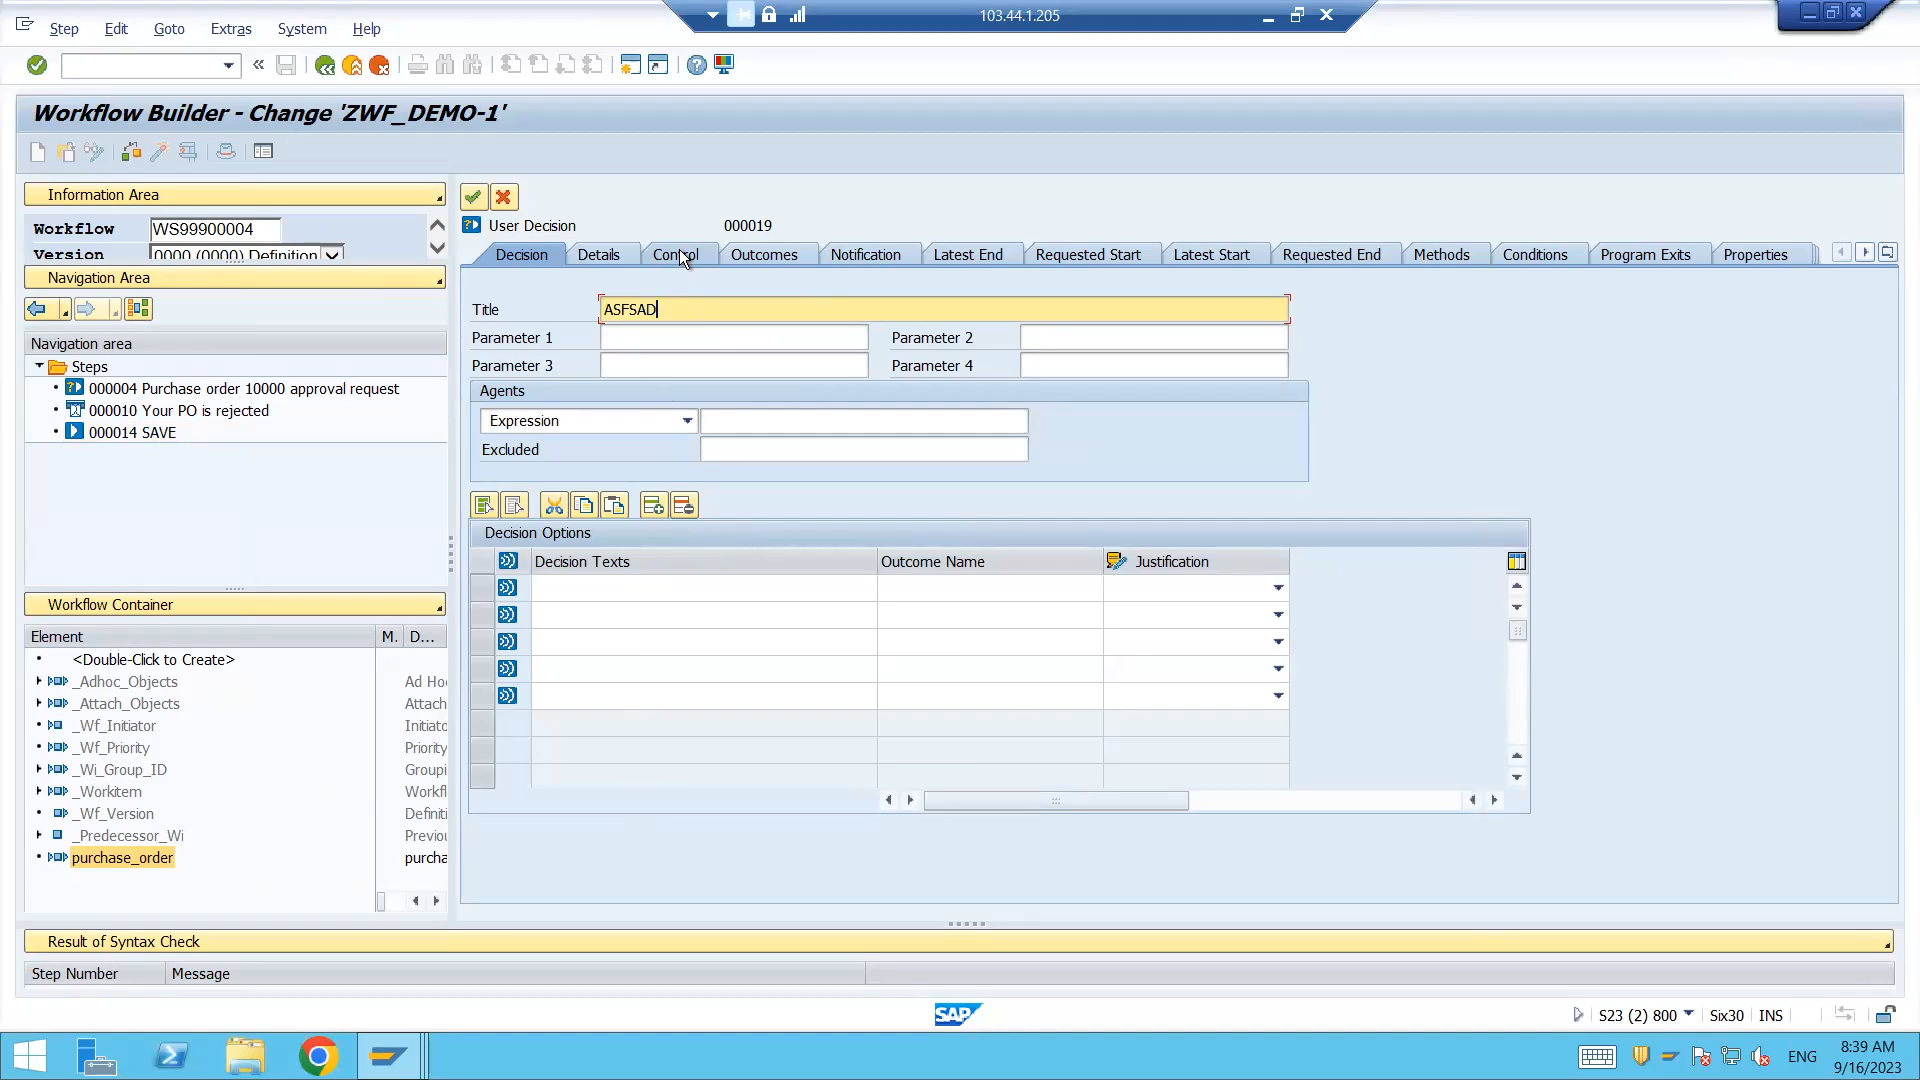 103.44.1.205
Step Edit Goto Extras System Help
Workflow Builder - Change 'ZWF_DEMO-1'
Information Area
Workflow WS99900004
Version 0000 (0000) Definition
Navigation Area
Navigation area
Steps
000004 Purchase order 10000 approval request
000010 Your PO is rejected
000014 SAVE
Workflow Container
Element M. D...
<Double-Click to Create>
_Adhoc_Objects Ad Hoc
_Attach_Objects Attach
_Wf_Initiator Initiato
_Wf_Priority Priority
_Wi_Group_ID Groupi
_Workitem Workfl
_Wf_Version Definiti
_Predecessor_Wi Previou
purchase_order purcha
User Decision 000019
Decision Details Control Outcomes Notification Latest End Requested Start Latest Start Requested End Methods Conditions Program Exits Properties
Title ASFSAD
Parameter 1 Parameter 2
Parameter 3 Parameter 4
Agents
Expression
Excluded
Decision Options
Decision Texts Outcome Name Justification
Result of Syntax Check
Step Number Message
SAP S23 (2) 800 Six30 INS
ENG 8:39 AM
9/16/2023